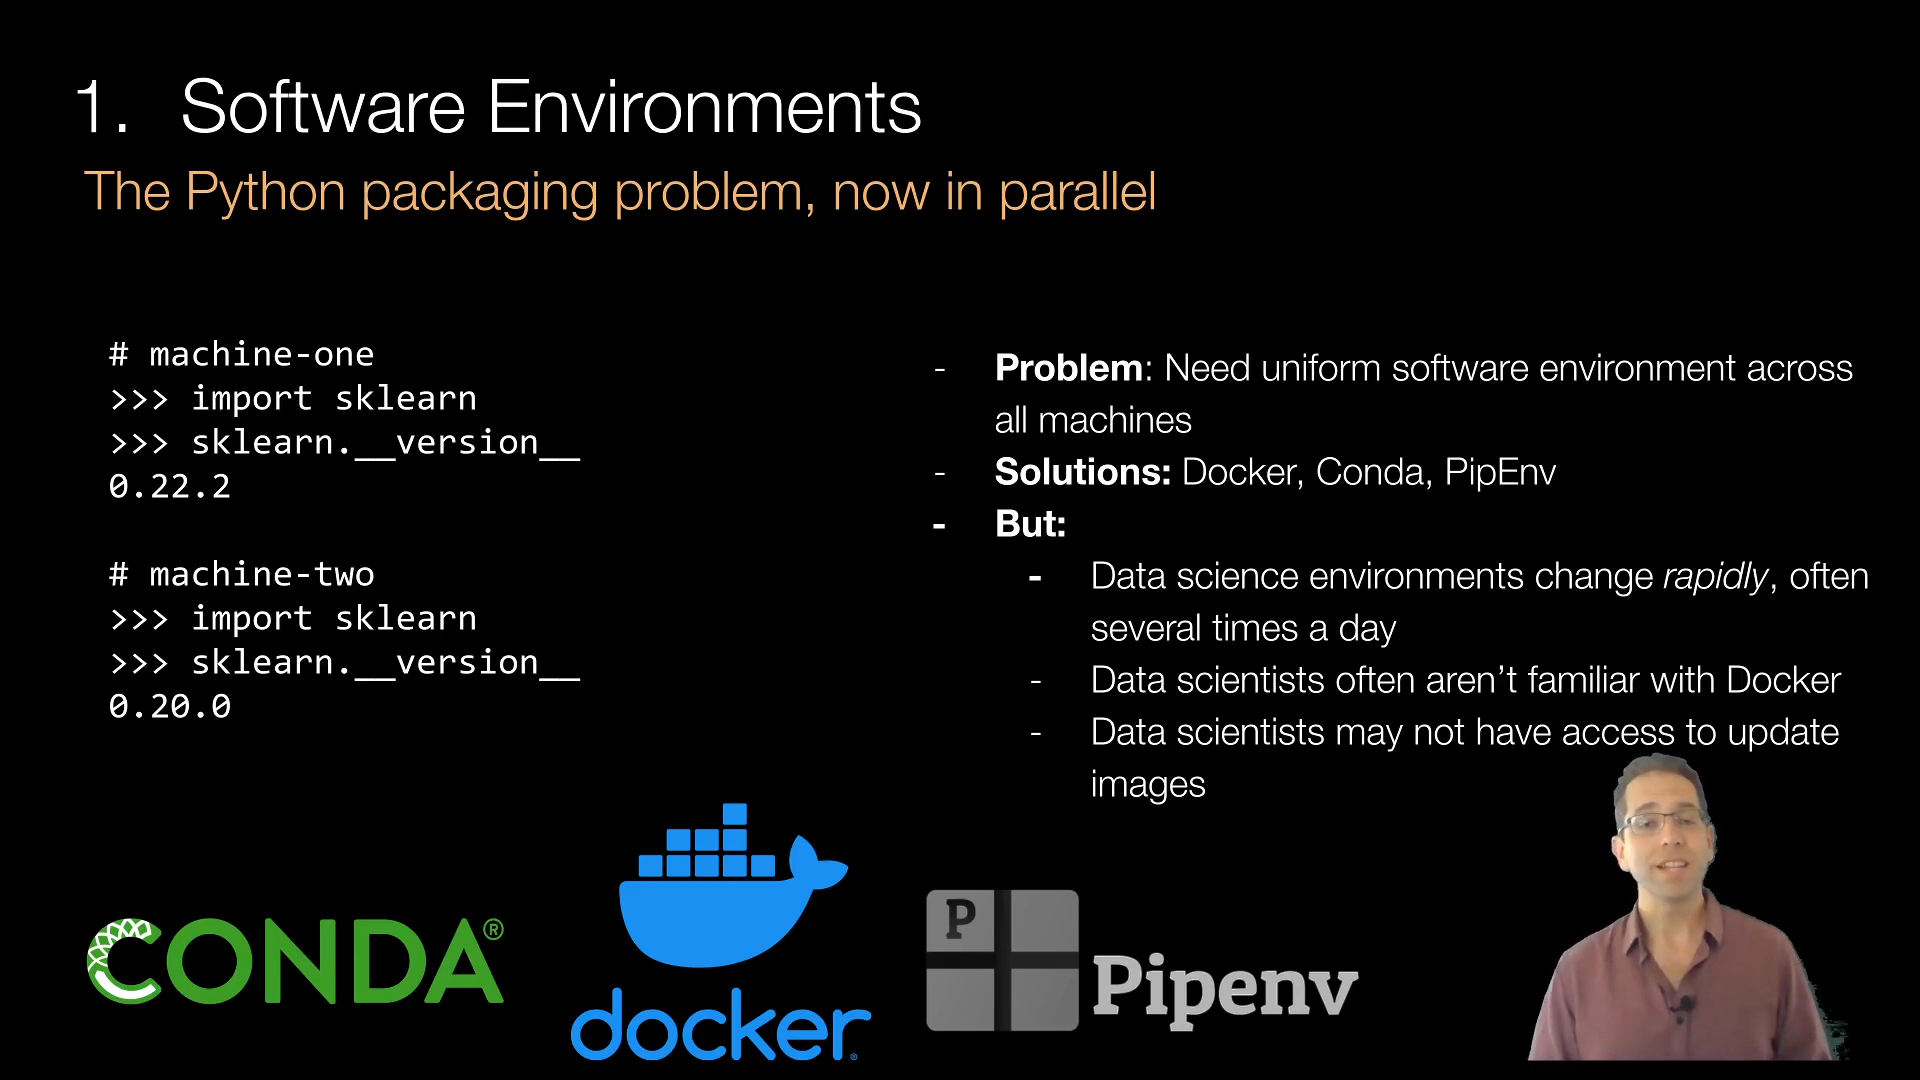 1. Software Environments
The Python packaging problem, now in parallel
# machine-one
>>> import sklearn
>>> sklearn.__version__
0.22.2
# machine-two
>>> import sklearn
>>> sklearn.__version__
0.20.0
- Problem: Need uniform software environment across
all machines
- Solutions: Docker, Conda, PipEnv
- But:
- Data science environments change rapidly, often
several times a day
- Data scientists often aren’t familiar with Docker
- Data scientists may not have access to update
images
CONDA®
docker®
P
Pipenv